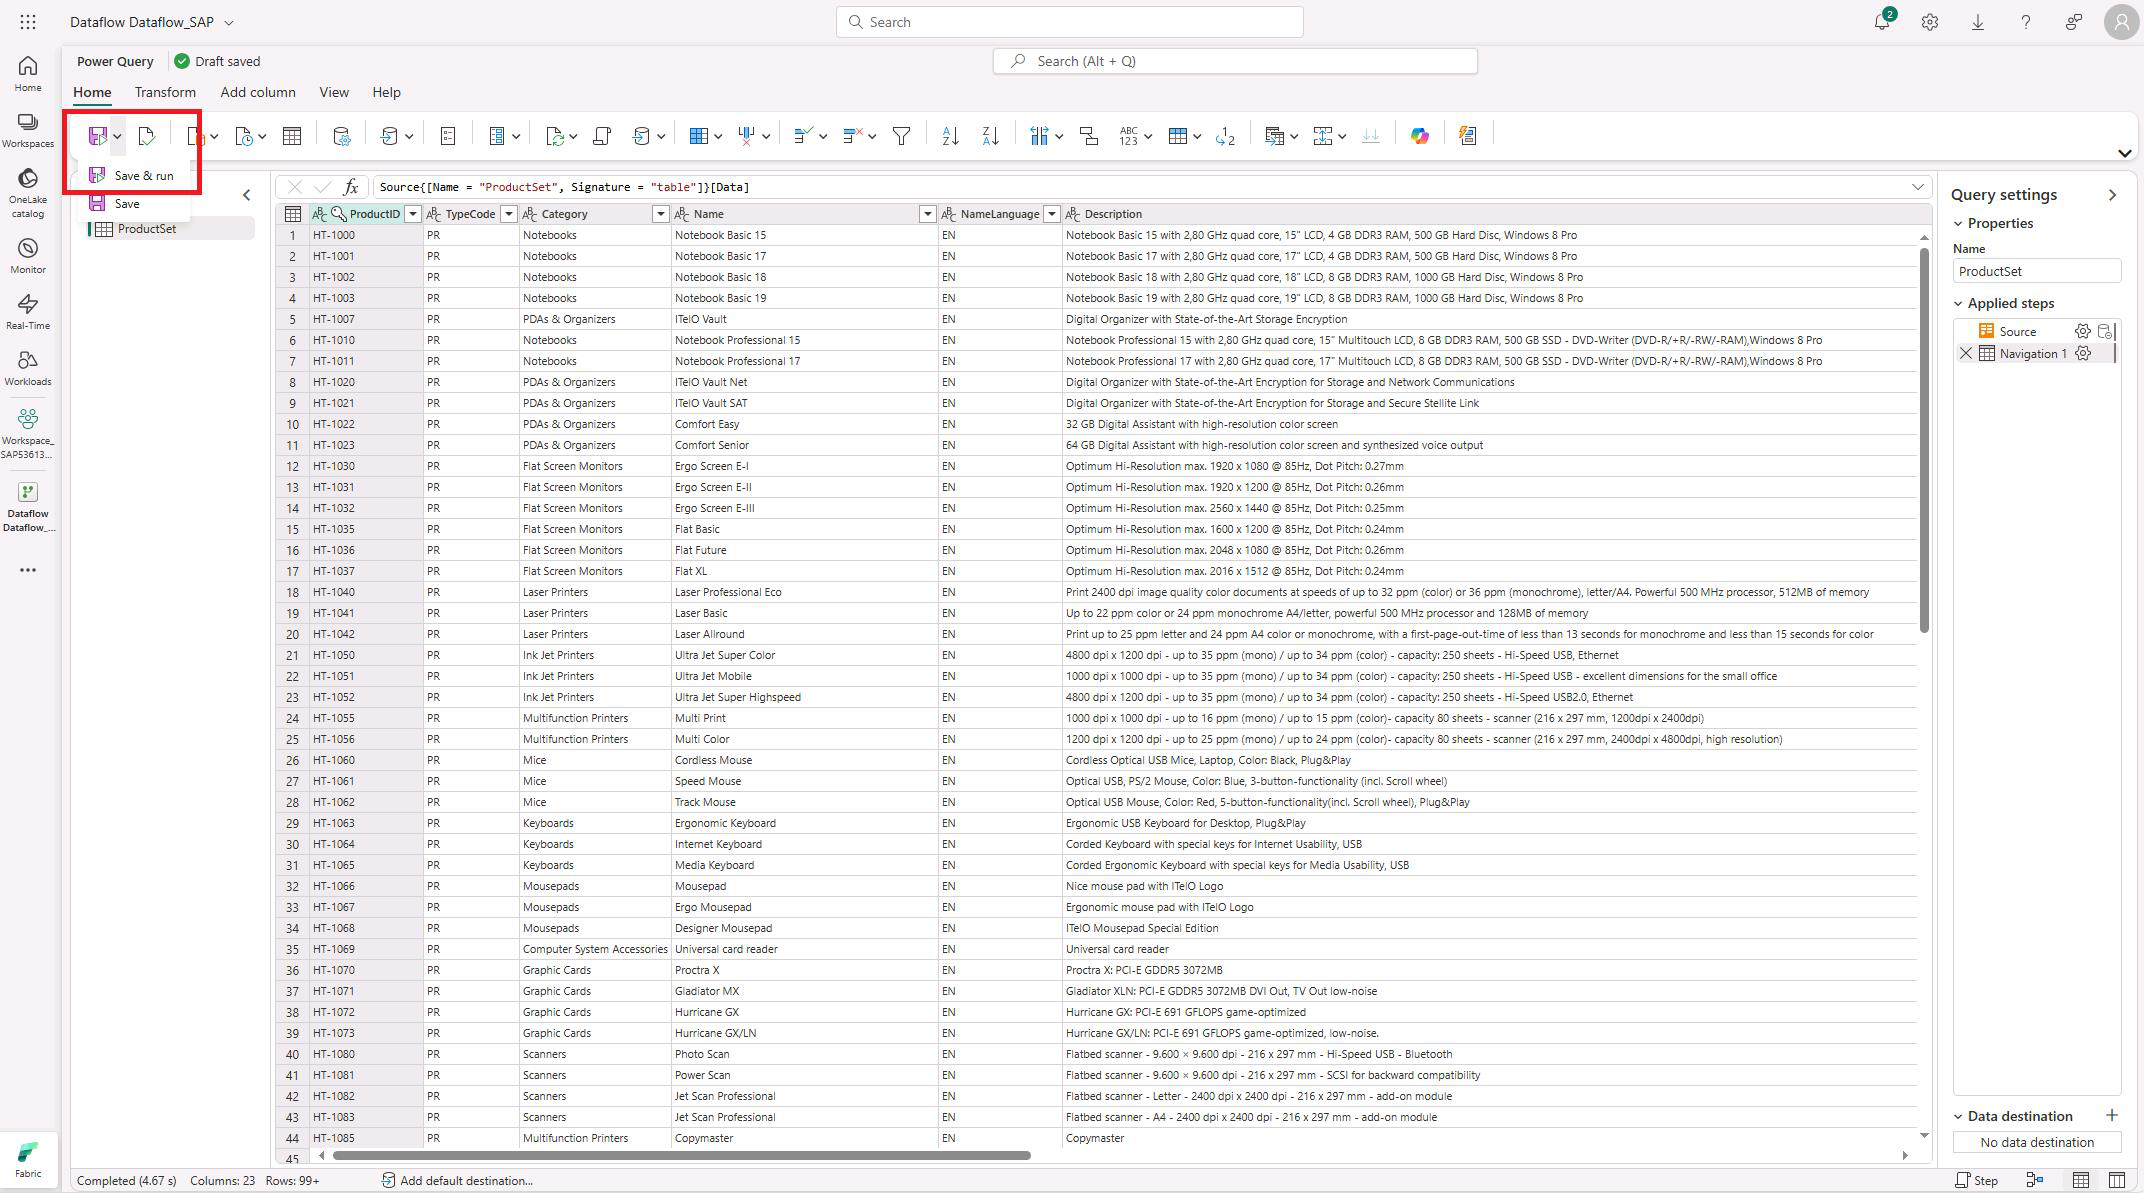 Dataflow Dataflow_SAP
Search
2
Home
Workspaces
OneLake
catalog
Monitor
Real-Time
Workloads
Workspace_
SAP53613...
Dataflow
Dataflow_...
Fabric
Power Query
Draft saved
Search (Alt + Q)
Home Transform Add column View Help
Save & run
Save
ProductSet
fx Source{[Name = "ProductSet", Signature = "table"]}[Data]
ProductID TypeCode Category Name NameLanguage Description
1 HT-1000 PR Notebooks Notebook Basic 15 EN Notebook Basic 15 with 2,80 GHz quad core, 15" LCD, 4 GB DDR3 RAM, 500 GB Hard Disc, Windows 8 Pro
2 HT-1001 PR Notebooks Notebook Basic 17 EN Notebook Basic 17 with 2,80 GHz quad core, 17" LCD, 4 GB DDR3 RAM, 500 GB Hard Disc, Windows 8 Pro
3 HT-1002 PR Notebooks Notebook Basic 18 EN Notebook Basic 18 with 2,80 GHz quad core, 18" LCD, 8 GB DDR3 RAM, 1000 GB Hard Disc, Windows 8 Pro
4 HT-1003 PR Notebooks Notebook Basic 19 EN Notebook Basic 19 with 2,80 GHz quad core, 19" LCD, 8 GB DDR3 RAM, 1000 GB Hard Disc, Windows 8 Pro
5 HT-1007 PR PDAs & Organizers ITelO Vault EN Digital Organizer with State-of-the-Art Storage Encryption
6 HT-1010 PR Notebooks Notebook Professional 15 EN Notebook Professional 15 with 2,80 GHz quad core, 15" Multitouch LCD, 8 GB DDR3 RAM, 500 GB SSD - DVD-Writer (DVD-R/+R/-RW/-RAM),Windows 8 Pro
7 HT-1011 PR Notebooks Notebook Professional 17 EN Notebook Professional 17 with 2,80 GHz quad core, 17" Multitouch LCD, 8 GB DDR3 RAM, 500 GB SSD - DVD-Writer (DVD-R/+R/-RW/-RAM),Windows 8 Pro
8 HT-1020 PR PDAs & Organizers ITelO Vault Net EN Digital Organizer with State-of-the-Art Encryption for Storage and Network Communications
9 HT-1021 PR PDAs & Organizers ITelO Vault SAT EN Digital Organizer with State-of-the-Art Encryption for Storage and Secure Stellite Link
10 HT-1022 PR PDAs & Organizers Comfort Easy EN 32 GB Digital Assistant with high-resolution color screen
11 HT-1023 PR PDAs & Organizers Comfort Senior EN 64 GB Digital Assistant with high-resolution color screen and synthesized voice output
12 HT-1030 PR Flat Screen Monitors Ergo Screen E-I EN Optimum Hi-Resolution max. 1920 x 1080 @ 85Hz, Dot Pitch: 0.27mm
13 HT-1031 PR Flat Screen Monitors Ergo Screen E-II EN Optimum Hi-Resolution max. 1920 x 1200 @ 85Hz, Dot Pitch: 0.26mm
14 HT-1032 PR Flat Screen Monitors Ergo Screen E-III EN Optimum Hi-Resolution max. 2560 x 1440 @ 85Hz, Dot Pitch: 0.25mm
15 HT-1035 PR Flat Screen Monitors Flat Basic EN Optimum Hi-Resolution max. 1600 x 1200 @ 85Hz, Dot Pitch: 0.24mm
16 HT-1036 PR Flat Screen Monitors Flat Future EN Optimum Hi-Resolution max. 2048 x 1080 @ 85Hz, Dot Pitch: 0.26mm
17 HT-1037 PR Flat Screen Monitors Flat XL EN Optimum Hi-Resolution max. 2016 x 1512 @ 85Hz, Dot Pitch: 0.24mm
18 HT-1040 PR Laser Printers Laser Professional Eco EN Print 2400 dpi image quality color documents at speeds of up to 32 ppm (color) or 36 ppm (monochrome), letter/A4. Powerful 500 MHz processor, 512MB of memory
19 HT-1041 PR Laser Printers Laser Basic EN Up to 22 ppm color or 24 ppm monochrome A4/letter, powerful 500 MHz processor and 128MB of memory
20 HT-1042 PR Laser Printers Laser Allround EN Print up to 25 ppm letter and 24 ppm A4 color or monochrome, with a first-page-out-time of less than 13 seconds for monochrome and less than 15 seconds for color
21 HT-1050 PR Ink Jet Printers Ultra Jet Super Color EN 4800 dpi x 1200 dpi - up to 35 ppm (mono) / up to 34 ppm (color) - capacity: 250 sheets - Hi-Speed USB, Ethernet
22 HT-1051 PR Ink Jet Printers Ultra Jet Mobile EN 1000 dpi x 1000 dpi - up to 35 ppm (mono) / up to 34 ppm (color) - capacity: 250 sheets - Hi-Speed USB - excellent dimensions for the small office
23 HT-1052 PR Ink Jet Printers Ultra Jet Super Highspeed EN 4800 dpi x 1200 dpi - up to 35 ppm (mono) / up to 34 ppm (color) - capacity: 250 sheets - Hi-Speed USB2.0, Ethernet
24 HT-1055 PR Multifunction Printers Multi Print EN 1000 dpi x 1000 dpi - up to 16 ppm (mono) / up to 15 ppm (color)- capacity 80 sheets - scanner (216 x 297 mm, 1200dpi x 2400dpi)
25 HT-1056 PR Multifunction Printers Multi Color EN 1200 dpi x 1200 dpi - up to 25 ppm (mono) / up to 24 ppm (color)- capacity 80 sheets - scanner (216 x 297 mm, 2400dpi x 4800dpi, high resolution)
26 HT-1060 PR Mice Cordless Mouse EN Cordless Optical USB Mice, Laptop, Color: Black, Plug&Play
27 HT-1061 PR Mice Speed Mouse EN Optical USB, PS/2 Mouse, Color: Blue, 3-button-functionality (incl. Scroll wheel)
28 HT-1062 PR Mice Track Mouse EN Optical USB Mouse, Color: Red, 5-button-functionality(incl. Scroll wheel), Plug&Play
29 HT-1063 PR Keyboards Ergonomic Keyboard EN Ergonomic USB Keyboard for Desktop, Plug&Play
30 HT-1064 PR Keyboards Internet Keyboard EN Corded Keyboard with special keys for Internet Usability, USB
31 HT-1065 PR Keyboards Media Keyboard EN Corded Ergonomic Keyboard with special keys for Media Usability, USB
32 HT-1066 PR Mousepads Mousepad EN Nice mouse pad with ITelO Logo
33 HT-1067 PR Mousepads Ergo Mousepad EN Ergonomic mouse pad with ITelO Logo
34 HT-1068 PR Mousepads Designer Mousepad EN ITelO Mousepad Special Edition
35 HT-1069 PR Computer System Accessories Universal card reader EN Universal card reader
36 HT-1070 PR Graphic Cards Proctra X EN Proctra X: PCI-E GDDR5 3072MB
37 HT-1071 PR Graphic Cards Gladiator MX EN Gladiator XLN: PCI-E GDDR5 3072MB DVI Out, TV Out low-noise
38 HT-1072 PR Graphic Cards Hurricane GX EN Hurricane GX: PCI-E 691 GFLOPS game-optimized
39 HT-1073 PR Graphic Cards Hurricane GX/LN EN Hurricane GX/LN: PCI-E 691 GFLOPS game-optimized, low-noise.
40 HT-1080 PR Scanners Photo Scan EN Flatbed scanner - 9.600 × 9.600 dpi - 216 x 297 mm - Hi-Speed USB - Bluetooth
41 HT-1081 PR Scanners Power Scan EN Flatbed scanner - 9.600 × 9.600 dpi - 216 x 297 mm - SCSI for backward compatibility
42 HT-1082 PR Scanners Jet Scan Professional EN Flatbed scanner - Letter - 2400 dpi x 2400 dpi - 216 x 297 mm - add-on module
43 HT-1083 PR Scanners Jet Scan Professional EN Flatbed scanner - A4 - 2400 dpi x 2400 dpi - 216 x 297 mm - add-on module
44 HT-1085 PR Multifunction Printers Copymaster EN Copymaster
45
Query settings
Properties
Name
ProductSet
Applied steps
Source
Navigation 1
Data destination
No data destination
Completed (4.67 s) Columns: 23 Rows: 99+ Add default destination... Step